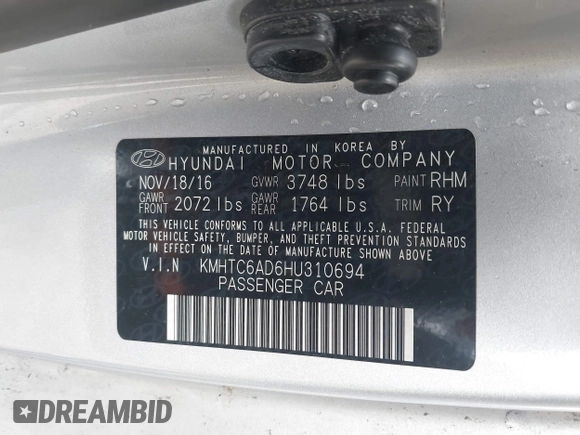 MANUFACTURED IN KOREA BY
HYUNDAI MOTOR COMPANY
NOV/18/16 GVWR 3748 lbs PAINT RHM
GAWR FRONT 2072 lbs GAWR REAR 1764 lbs TRIM RY
THIS VEHICLE CONFORMS TO ALL APPLICABLE U.S.A. FEDERAL
MOTOR VEHICLE SAFETY, BUMPER, AND THEFT PREVENTION STANDARDS
IN EFFECT ON THE DATE OF MANUFACTURE SHOWN ABOVE
V.I.N KMHTC6AD6HU310694
PASSENGER CAR
DREAMBID